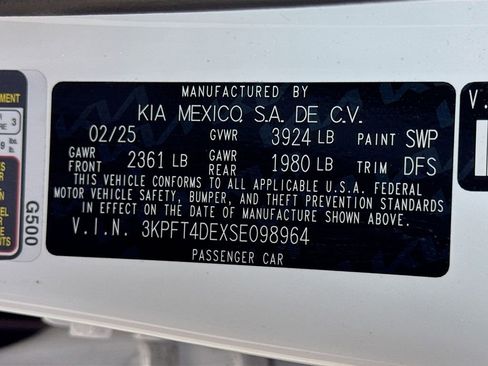 MANUFACTURED BY
KIA MEXICO, S.A. DE C.V.
02/25 GVWR 3924 LB PAINT SWP
GAWR FRONT 2361 LB GAWR REAR 1980 LB TRIM DFS
THIS VEHICLE CONFORMS TO ALL APPLICABLE U.S.A. FEDERAL
MOTOR VEHICLE SAFETY, BUMPER, AND THEFT PREVENTION STANDARDS
IN EFFECT ON THE DATE OF MANUFACTURE SHOWN ABOVE.
V.I.N. 3KPFT4DEXSE098964
PASSENGER CAR
G500
3